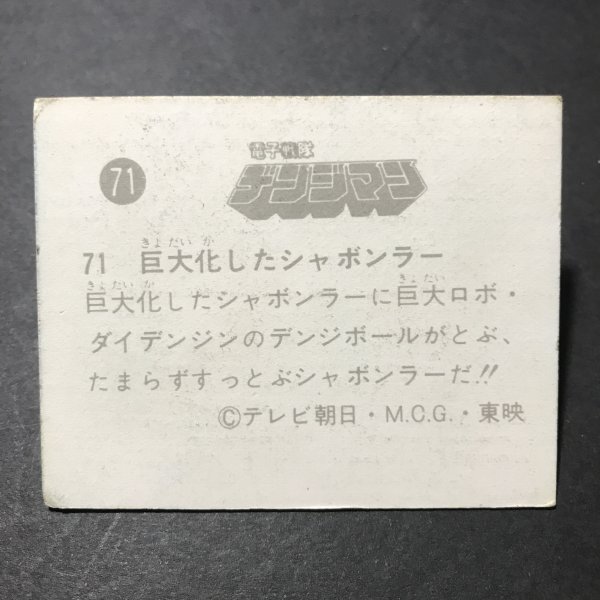 71
電子戦隊
デンジマン
71 巨大化したシャボンラー
きょだいか
巨大化したシャボンラーに巨大ロボ・
きょだいか きょだい
ダイデンジンのデンジボールがとぶ、
たまらずすっとぶシャボンラーだ!!
©テレビ朝日・M.C.G.・東映